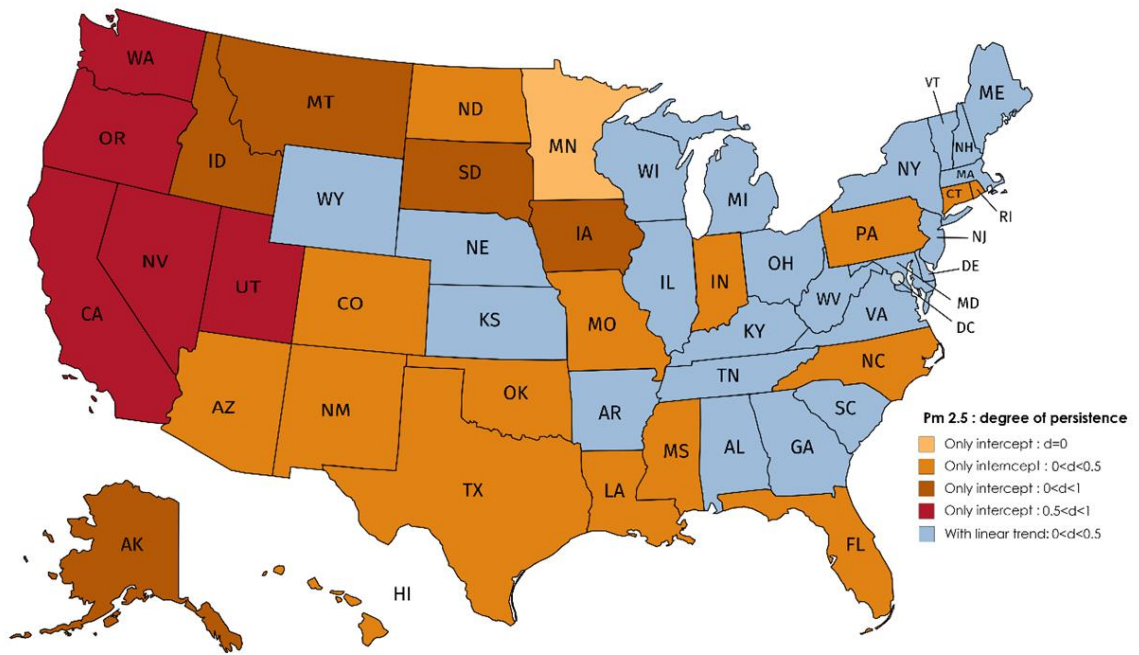 WA
OR
CA
NV
ID
MT
WY
UT
CO
AZ
NM
ND
SD
NE
KS
OK
TX
MN
IA
MO
AR
LA
WI
IL
MS
MI
IN
OH
KY
TN
AL
GA
FL
SC
NC
VA
WV
PA
NY
VT
NH
ME
MA
CT
RI
NJ
DE
MD
DC
AK
HI
Pm 2.5 : degree of persistence
Only intercept : d=0
Only interncept : 0<d<0.5
Only intercept : 0<d<1
Only intercept : 0.5<d<1
With linear trend: 0<d<0.5